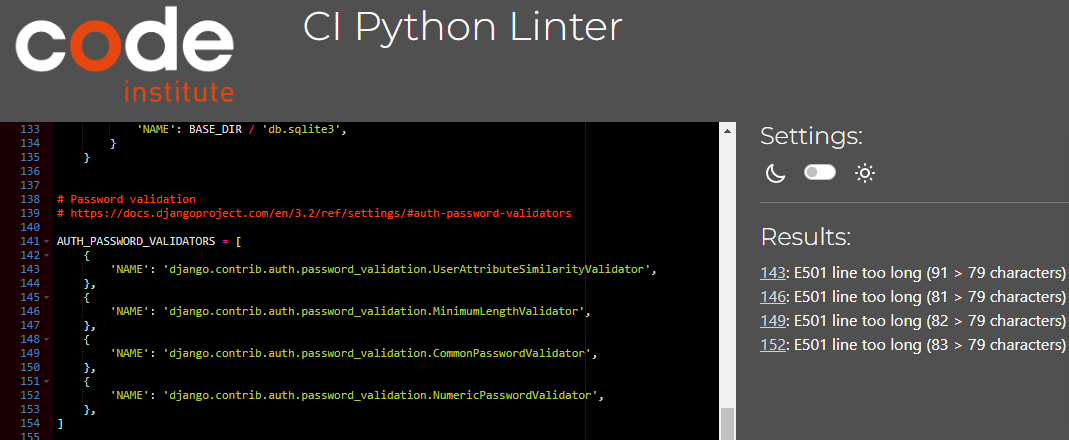 code
institute
CI Python Linter
133 'NAME': BASE_DIR / 'db.sqlite3',
134 }
135 }
136
137
138 # Password validation
139 # https://docs.djangoproject.com/en/3.2/ref/settings/#auth-password-validators
140
141 AUTH_PASSWORD_VALIDATORS = [
142 {
143 'NAME': 'django.contrib.auth.password_validation.UserAttributeSimilarityValidator',
144 },
145 {
146 'NAME': 'django.contrib.auth.password_validation.MinimumLengthValidator',
147 },
148 {
149 'NAME': 'django.contrib.auth.password_validation.CommonPasswordValidator',
150 },
151 {
152 'NAME': 'django.contrib.auth.password_validation.NumericPasswordValidator',
153 },
154 ]
155
Settings:
Results:
143: E501 line too long (91 > 79 characters)
146: E501 line too long (81 > 79 characters)
149: E501 line too long (82 > 79 characters)
152: E501 line too long (83 > 79 characters)